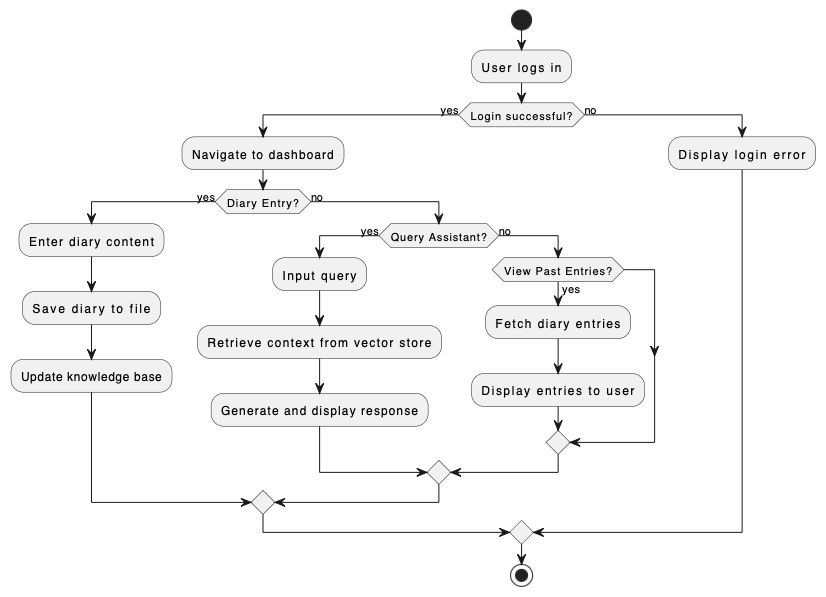 User logs in
yes
Login successful?
no
Navigate to dashboard
Display login error
yes
Diary Entry?
no
Enter diary content
yes
Query Assistant?
no
Input query
View Past Entries?
yes
Save diary to file
Retrieve context from vector store
Fetch diary entries
Update knowledge base
Generate and display response
Display entries to user